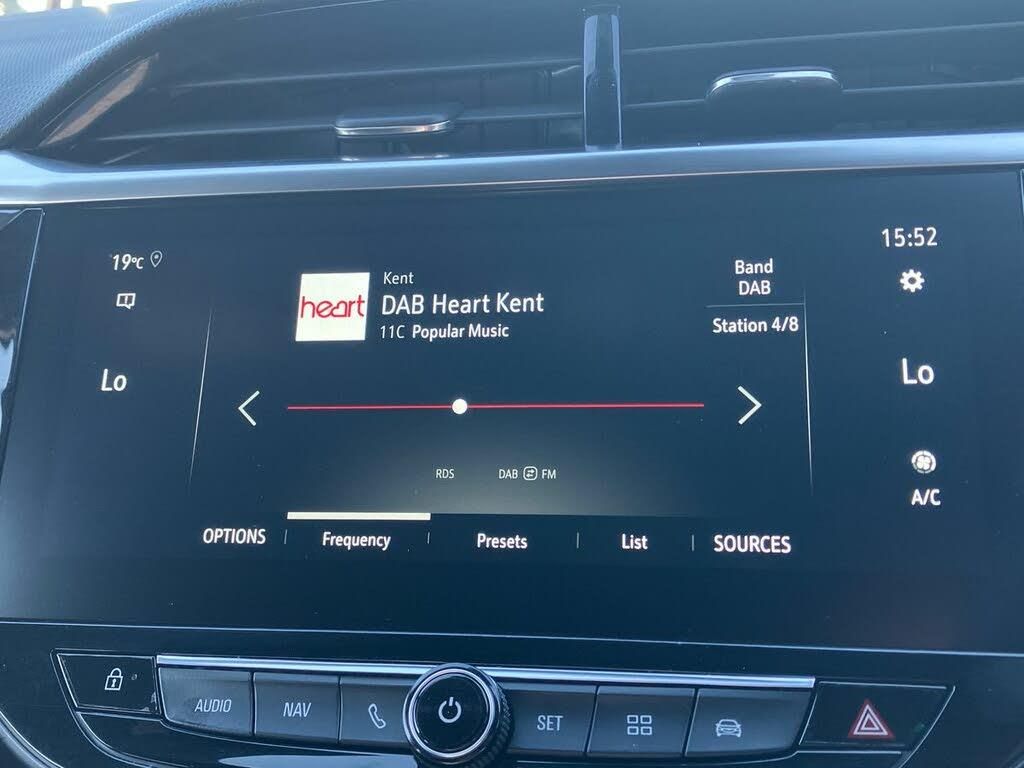 19°C
15:52
heart
Kent
DAB Heart Kent
11C Popular Music
Band
DAB
Station 4/8
Lo
Lo
RDS
DAB FM
A/C
OPTIONS
Frequency
Presets
List
SOURCES
AUDIO
NAV
SET